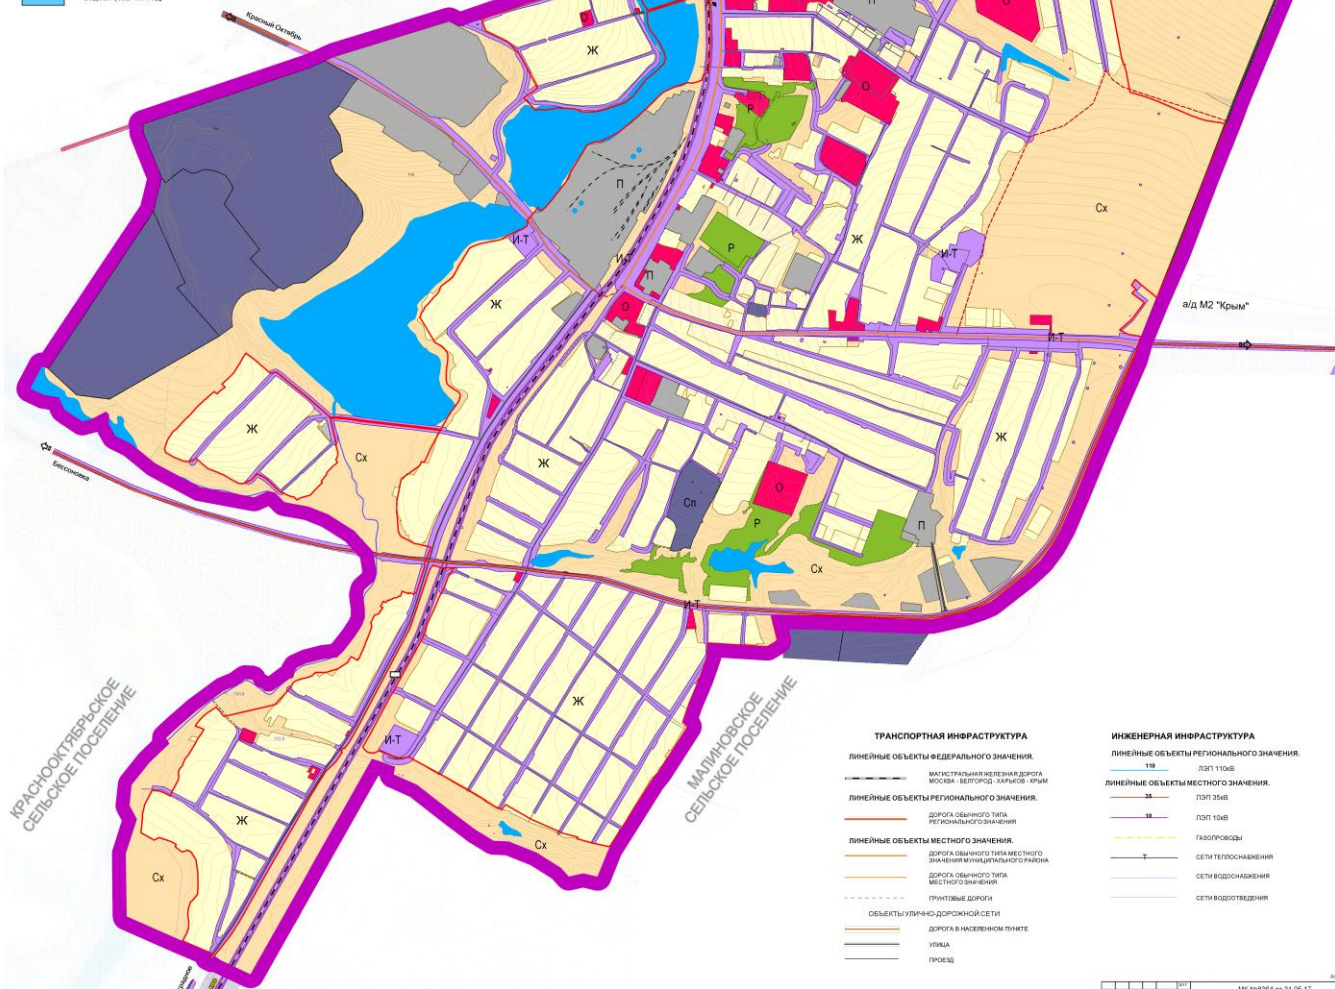 Красный Октябрь
Ж
П
О
О
Р
О
П
Сх
И-Т
И-Т
Р
Ж
И-Т
П
Ж
О
а/д М2 "Крым"
И-Т
Ж
Сх
Ж
Ж
Бессоновка
Сп
О
Р
П
Сх
И-Т
КРАСНООКТЯБРЬСКОЕ
СЕЛЬСКОЕ ПОСЕЛЕНИЕ
МАЛИНОВСКОЕ
СЕЛЬСКОЕ ПОСЕЛЕНИЕ
Ж
И-Т
Ж
Сх
Сх
ТРАНСПОРТНАЯ ИНФРАСТРУКТУРА
ЛИНЕЙНЫЕ ОБЪЕКТЫ ФЕДЕРАЛЬНОГО ЗНАЧЕНИЯ.
МАГИСТРАЛЬНАЯ ЖЕЛЕЗНАЯ ДОРОГА
МОСКВА - БЕЛГОРОД - ХАРЬКОВ - КРЫМ
ЛИНЕЙНЫЕ ОБЪЕКТЫ РЕГИОНАЛЬНОГО ЗНАЧЕНИЯ.
ДОРОГА ОБЫЧНОГО ТИПА
РЕГИОНАЛЬНОГО ЗНАЧЕНИЯ
ЛИНЕЙНЫЕ ОБЪЕКТЫ МЕСТНОГО ЗНАЧЕНИЯ.
ДОРОГА ОБЫЧНОГО ТИПА МЕСТНОГО
ЗНАЧЕНИЯ МУНИЦИПАЛЬНОГО РАЙОНА
ДОРОГА ОБЫЧНОГО ТИПА
МЕСТНОГО ЗНАЧЕНИЯ
ГРУНТОВЫЕ ДОРОГИ
ОБЪЕКТЫ УЛИЧНО-ДОРОЖНОЙ СЕТИ
ДОРОГА В НАСЕЛЕННОМ ПУНКТЕ
УЛИЦА
ПРОЕЗД
ИНЖЕНЕРНАЯ ИНФРАСТРУКТУРА
ЛИНЕЙНЫЕ ОБЪЕКТЫ РЕГИОНАЛЬНОГО ЗНАЧЕНИЯ.
110 ЛЭП 110кВ
ЛИНЕЙНЫЕ ОБЪЕКТЫ МЕСТНОГО ЗНАЧЕНИЯ.
35 ЛЭП 35кВ
10 ЛЭП 10кВ
ГАЗОПРОВОДЫ
Т СЕТИ ТЕПЛОСНАБЖЕНИЯ
СЕТИ ВОДОСНАБЖЕНИЯ
СЕТИ ВОДООТВЕДЕНИЯ
2017